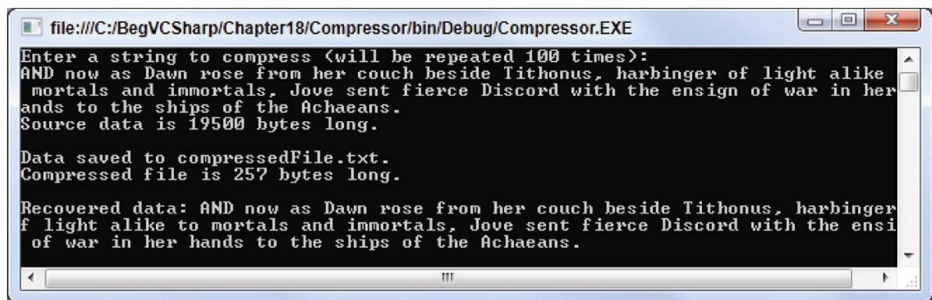 file:///C:/BegVCSharp/Chapter18/Compressor/bin/Debug/Compressor.EXE
Enter a string to compress (will be repeated 100 times):
AND now as Dawn rose from her couch beside Tithonus, harbinger of light alike
mortals and immortals, Jove sent fierce Discord with the ensign of war in her
ands to the ships of the Achaeans.
Source data is 19500 bytes long.
Data saved to compressedFile.txt.
Compressed file is 257 bytes long.
Recovered data: AND now as Dawn rose from her couch beside Tithonus, harbinger
f light alike to mortals and immortals, Jove sent fierce Discord with the ensi
of war in her hands to the ships of the Achaeans.